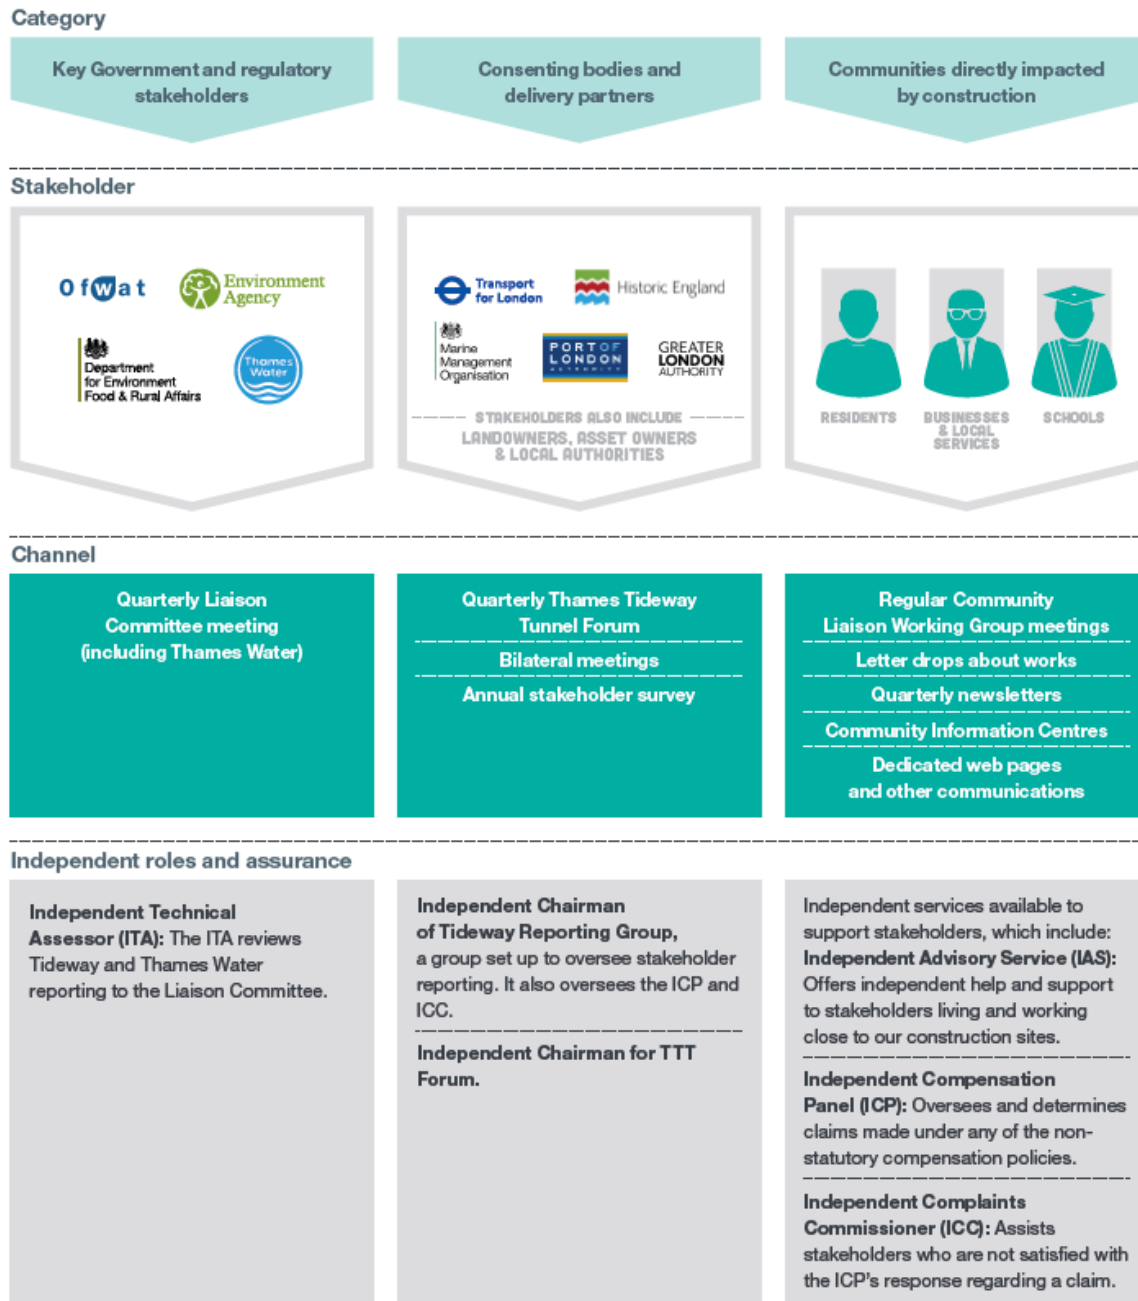 Category
Key Government and regulatory
stakeholders
Consenting bodies and
delivery partners
Communities directly impacted
by construction
Stakeholder
Ofwat
Environment
Agency
Department
for Environment
Food & Rural Affairs
Thames
Water
Transport
for London
Historic England
Marine
Management
Organisation
PORT OF
LONDON
AUTHORITY
GREATER
LONDON
AUTHORITY
STAKEHOLDERS ALSO INCLUDE
LANDOWNERS, ASSET OWNERS
& LOCAL AUTHORITIES
RESIDENTS
BUSINESSES
& LOCAL
SERVICES
SCHOOLS
Channel
Quarterly Liaison
Committee meeting
(including Thames Water)
Quarterly Thames Tideway
Tunnel Forum
Bilateral meetings
Annual stakeholder survey
Regular Community
Liaison Working Group meetings
Letter drops about works
Quarterly newsletters
Community Information Centres
Dedicated web pages
and other communications
Independent roles and assurance
Independent Technical
Assessor (ITA): The ITA reviews
Tideway and Thames Water
reporting to the Liaison Committee.
Independent Chairman
of Tideway Reporting Group,
a group set up to oversee stakeholder
reporting. It also oversees the ICP and
ICC.
Independent Chairman for TTT
Forum.
Independent services available to
support stakeholders, which include:
Independent Advisory Service (IAS):
Offers independent help and support
to stakeholders living and working
close to our construction sites.
Independent Compensation
Panel (ICP): Oversees and determines
claims made under any of the non-
statutory compensation policies.
Independent Complaints
Commissioner (ICC): Assists
stakeholders who are not satisfied with
the ICP's response regarding a claim.